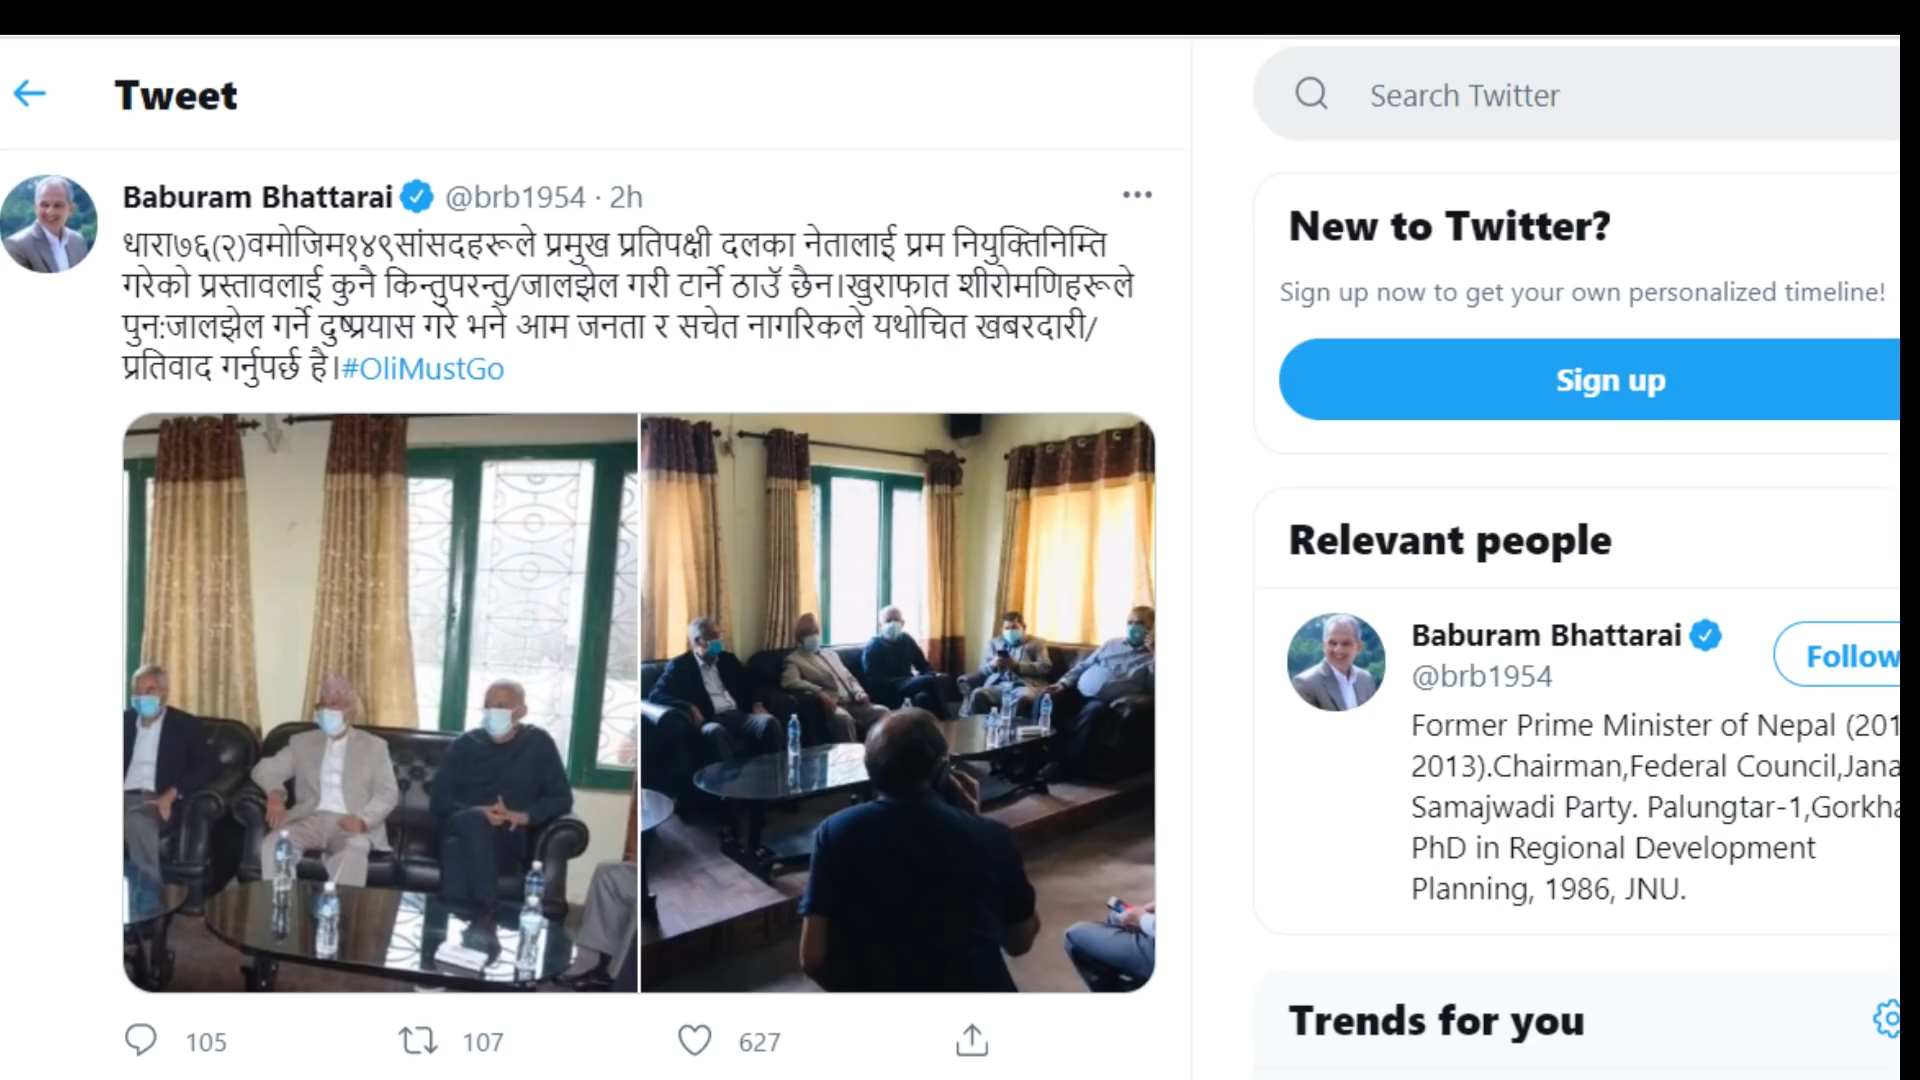 Tweet
Search Twitter
Baburam Bhattarai @brb1954 · 2h
धारा७६(२)वमोजिम१४९सांसदहरूले प्रमुख प्रतिपक्षी दलका नेतालाई प्रम नियुक्तिनिम्ति
गरेको प्रस्तावलाई कुनै किन्तुपरन्तु/जालझेल गरी टार्ने ठाउँ छैन।खुराफात शीरोमणिहरूले
पुन:जालझेल गर्ने दुष्प्रयास गरे भने आम जनता र सचेत नागरिकले यथोचित खबरदारी/
प्रतिवाद गर्नुपर्छ है।#OliMustGo
105 107 627
New to Twitter?
Sign up now to get your own personalized timeline!
Sign up
Relevant people
Baburam Bhattarai
@brb1954
Follow
Former Prime Minister of Nepal (201
2013).Chairman,Federal Council,Jana
Samajwadi Party. Palungtar-1,Gorkha
PhD in Regional Development
Planning, 1986, JNU.
Trends for you